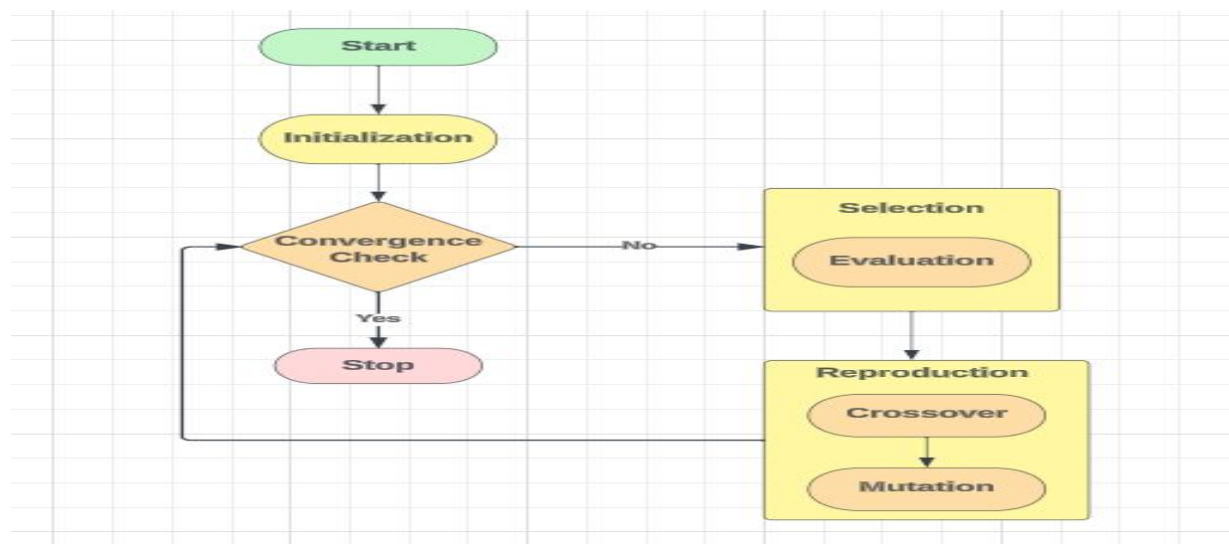 Start
Initialization
Convergence
Check
No
Yes
Stop
Selection
Evaluation
Reproduction
Crossover
Mutation